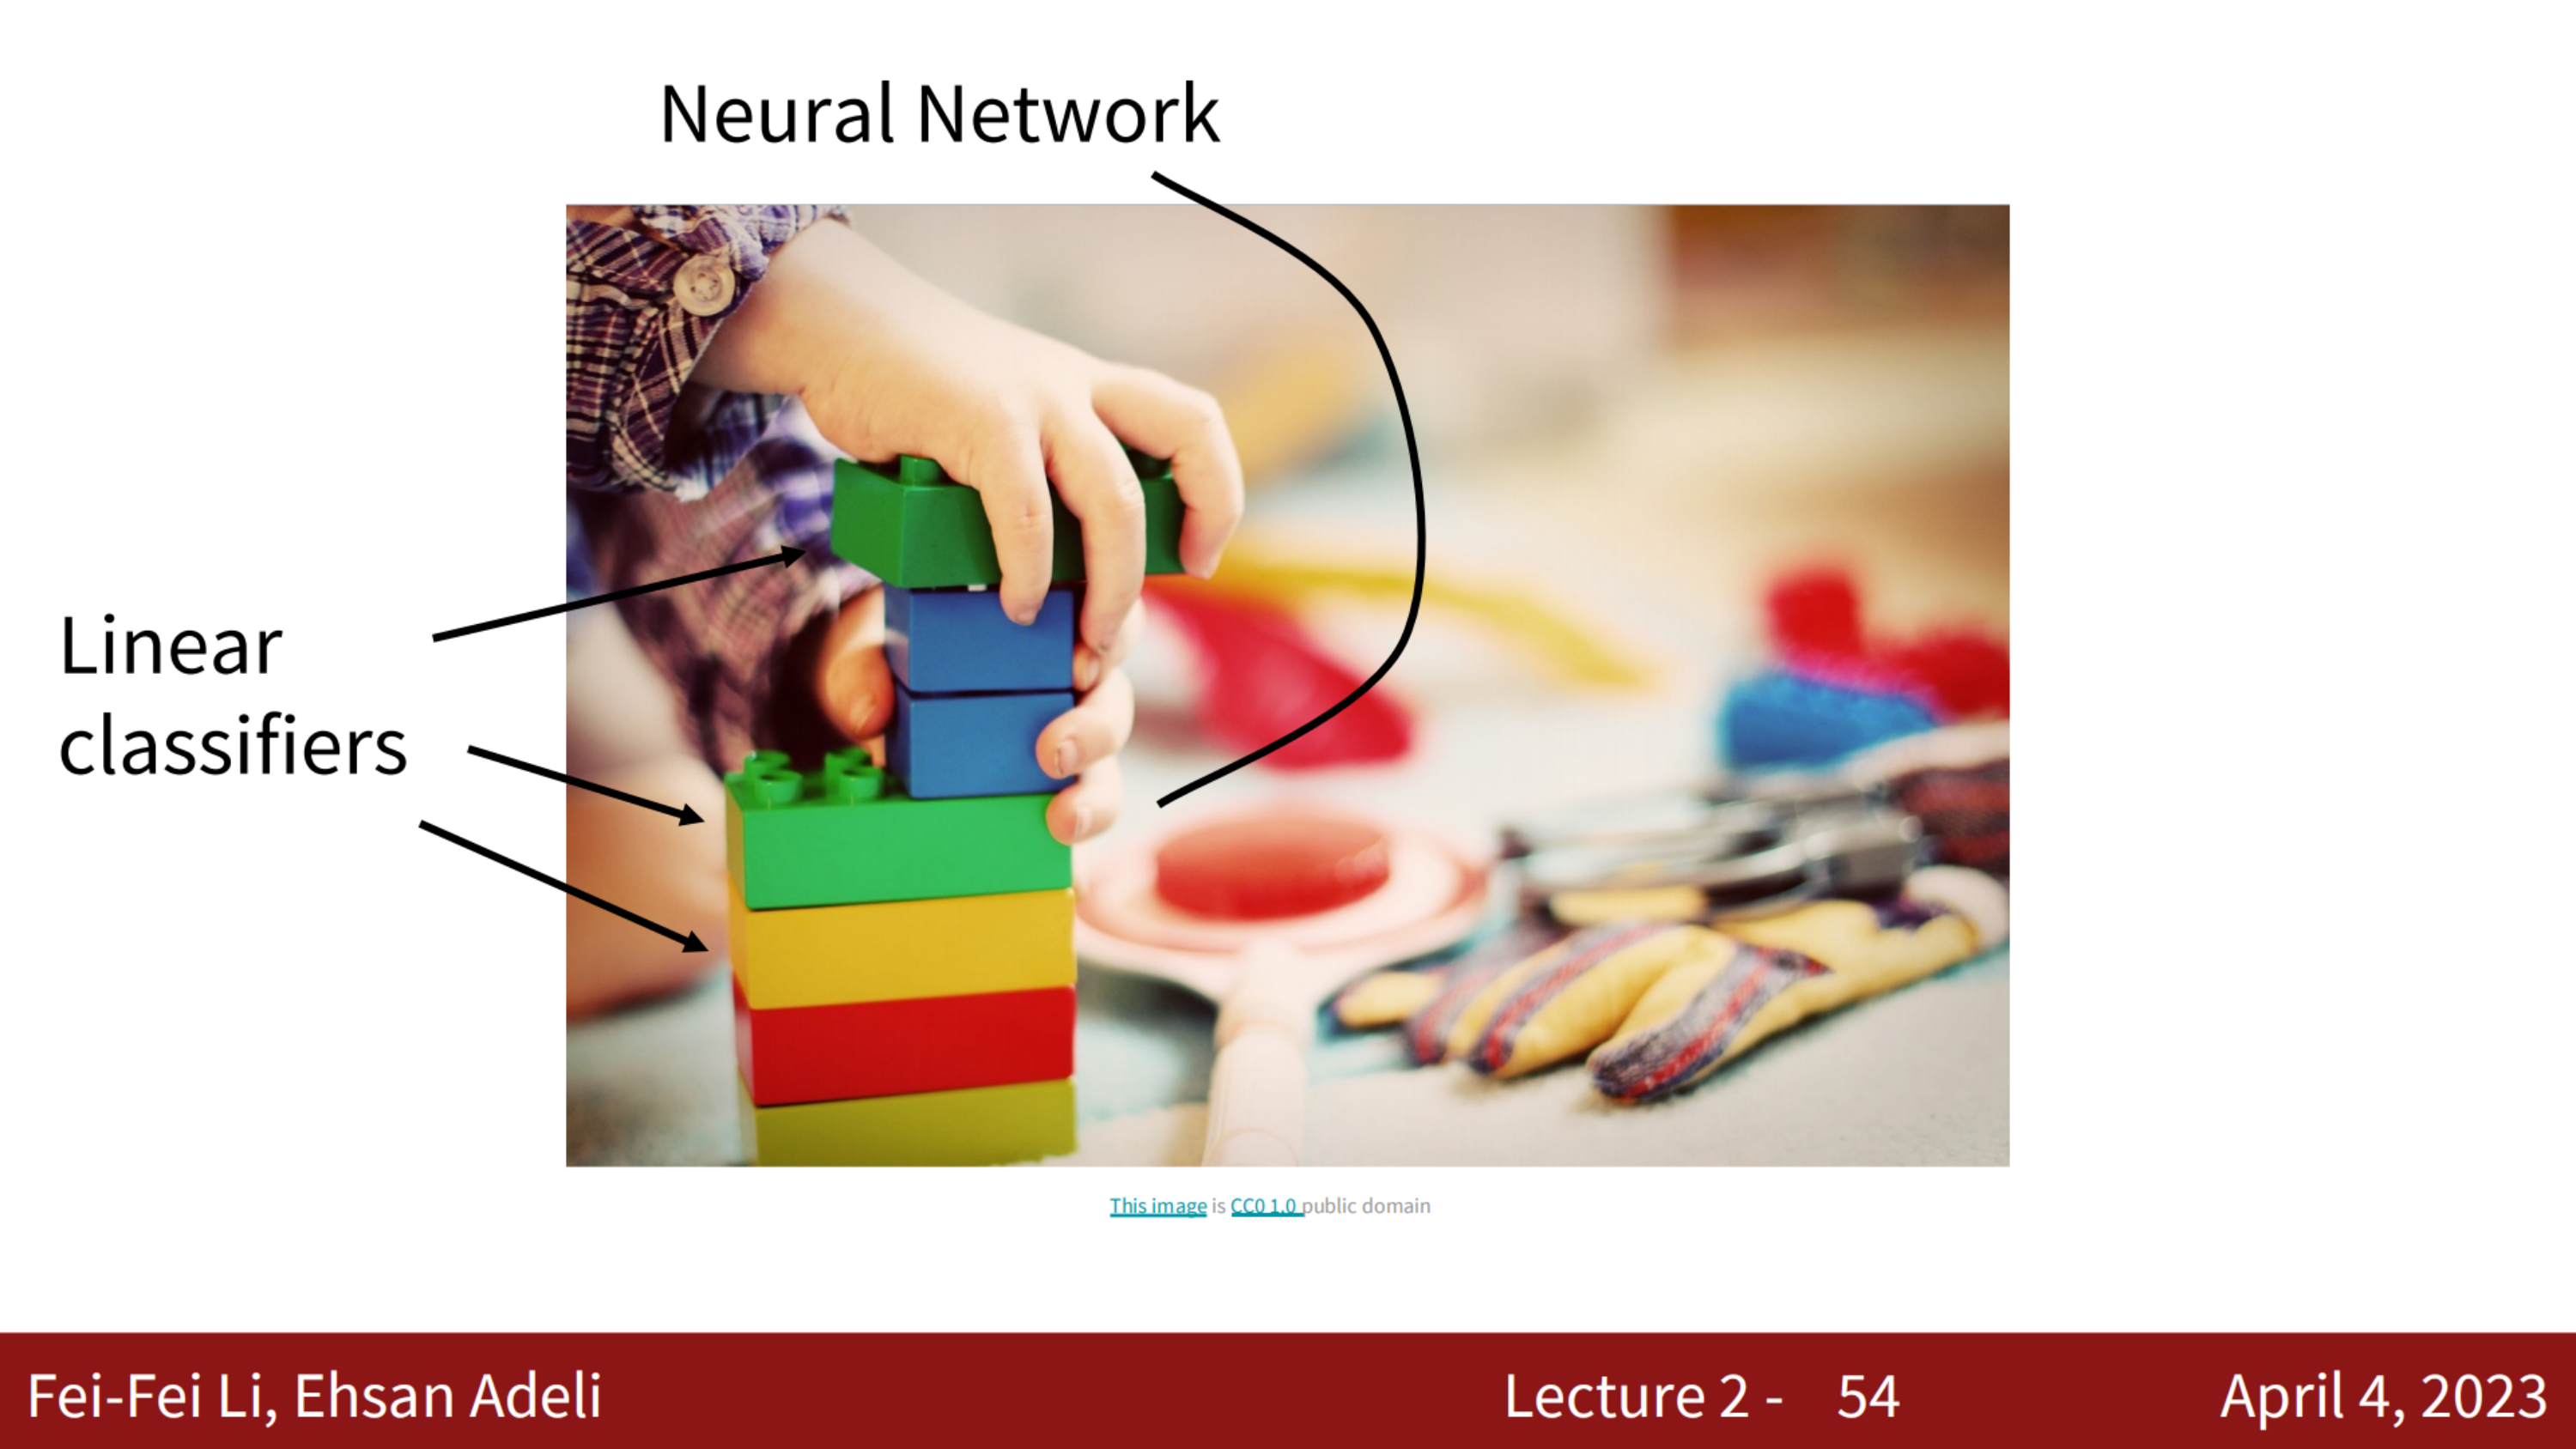 Neural Network
Linear
classifiers
This image is CC0 1.0 public domain
Fei-Fei Li, Ehsan Adeli
Lecture 2 - 54
April 4, 2023